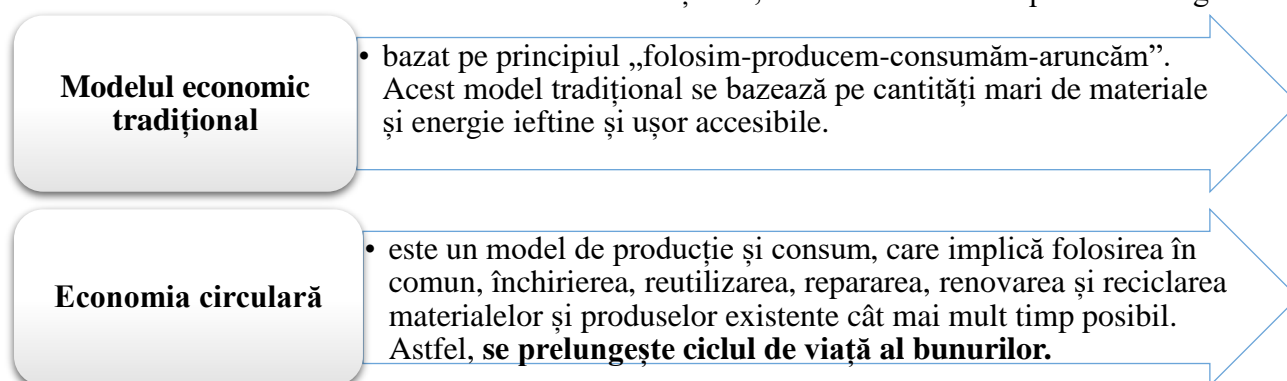 Modelul economic
tradițional
• bazat pe principiul „folosim-producem-consumăm-aruncăm”.
Acest model tradițional se bazează pe cantități mari de materiale
și energie ieftine și ușor accesibile.
Economia circulară
• este un model de producție și consum, care implică folosirea în
comun, închirierea, reutilizarea, repararea, renovarea și reciclarea
materialelor și produselor existente cât mai mult timp posibil.
Astfel, se prelungește ciclul de viață al bunurilor.